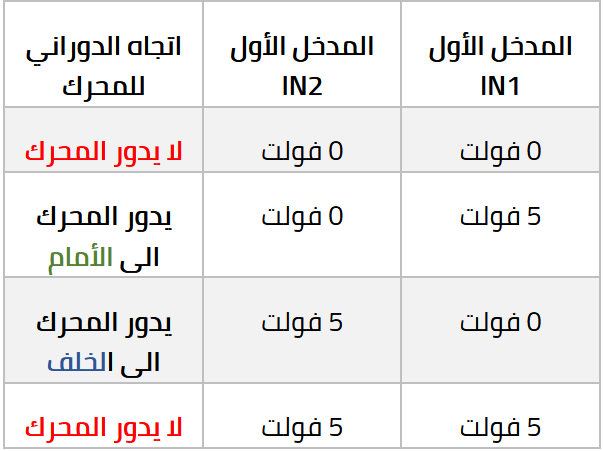 المدخل الأول
IN1
المدخل الأول
IN2
اتجاه الدوراني
للمحرك
0 فولت
0 فولت
لا يدور المحرك
5 فولت
0 فولت
يدور المحرك
الى الأمام
0 فولت
5 فولت
يدور المحرك
الى الخلف
5 فولت
5 فولت
لا يدور المحرك